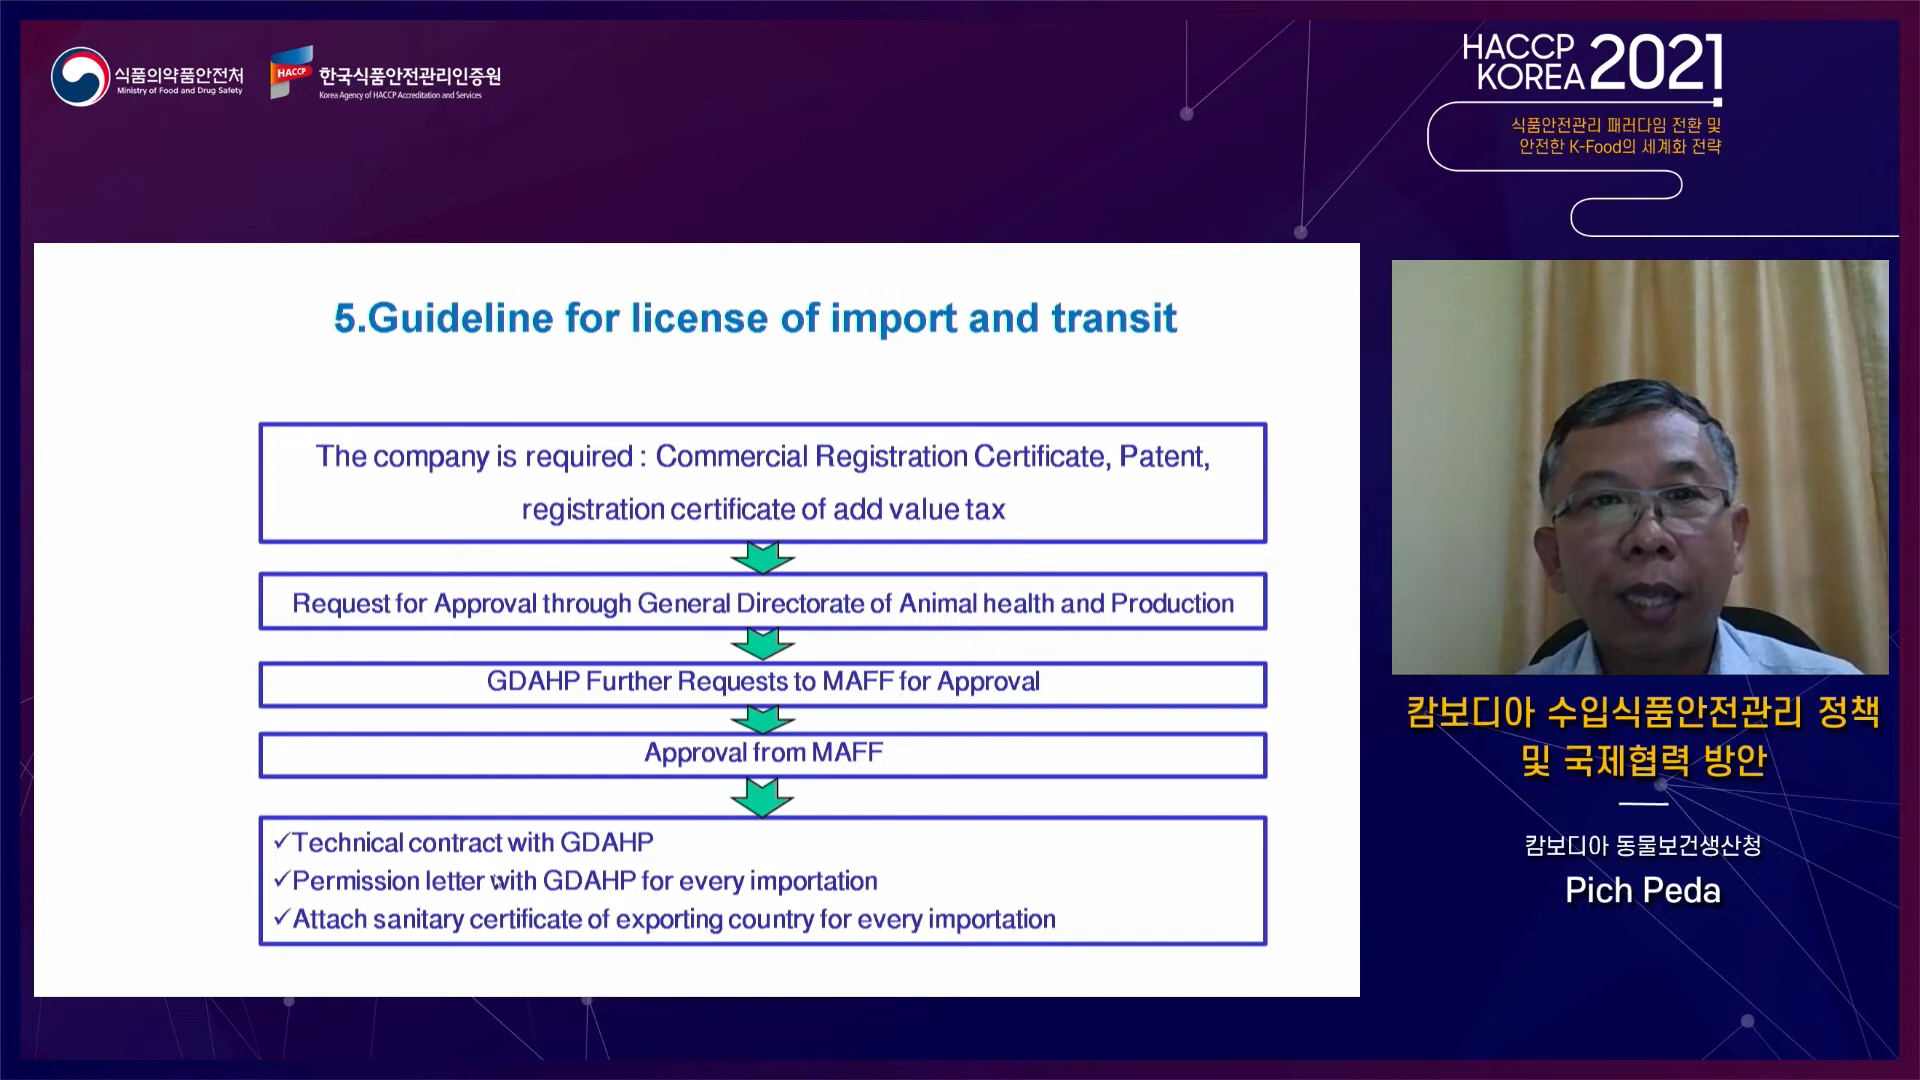 식품의약품안전처
Ministry of Food and Drug Safety
HACCP
한국식품안전관리인증원
Korea Agency of HACCP Accreditation and Services
HACCP
KOREA 2021
식품안전관리 패러다임 전환 및
안전한 K-Food의 세계화 전략
5.Guideline for license of import and transit
The company is required : Commercial Registration Certificate, Patent,
registration certificate of add value tax
Request for Approval through General Directorate of Animal health and Production
GDAHP Further Requests to MAFF for Approval
Approval from MAFF
✓Technical contract with GDAHP
✓Permission letter with GDAHP for every importation
✓Attach sanitary certificate of exporting country for every importation
캄보디아 수입식품안전관리 정책
및 국제협력 방안
캄보디아 동물보건생산청
Pich Peda